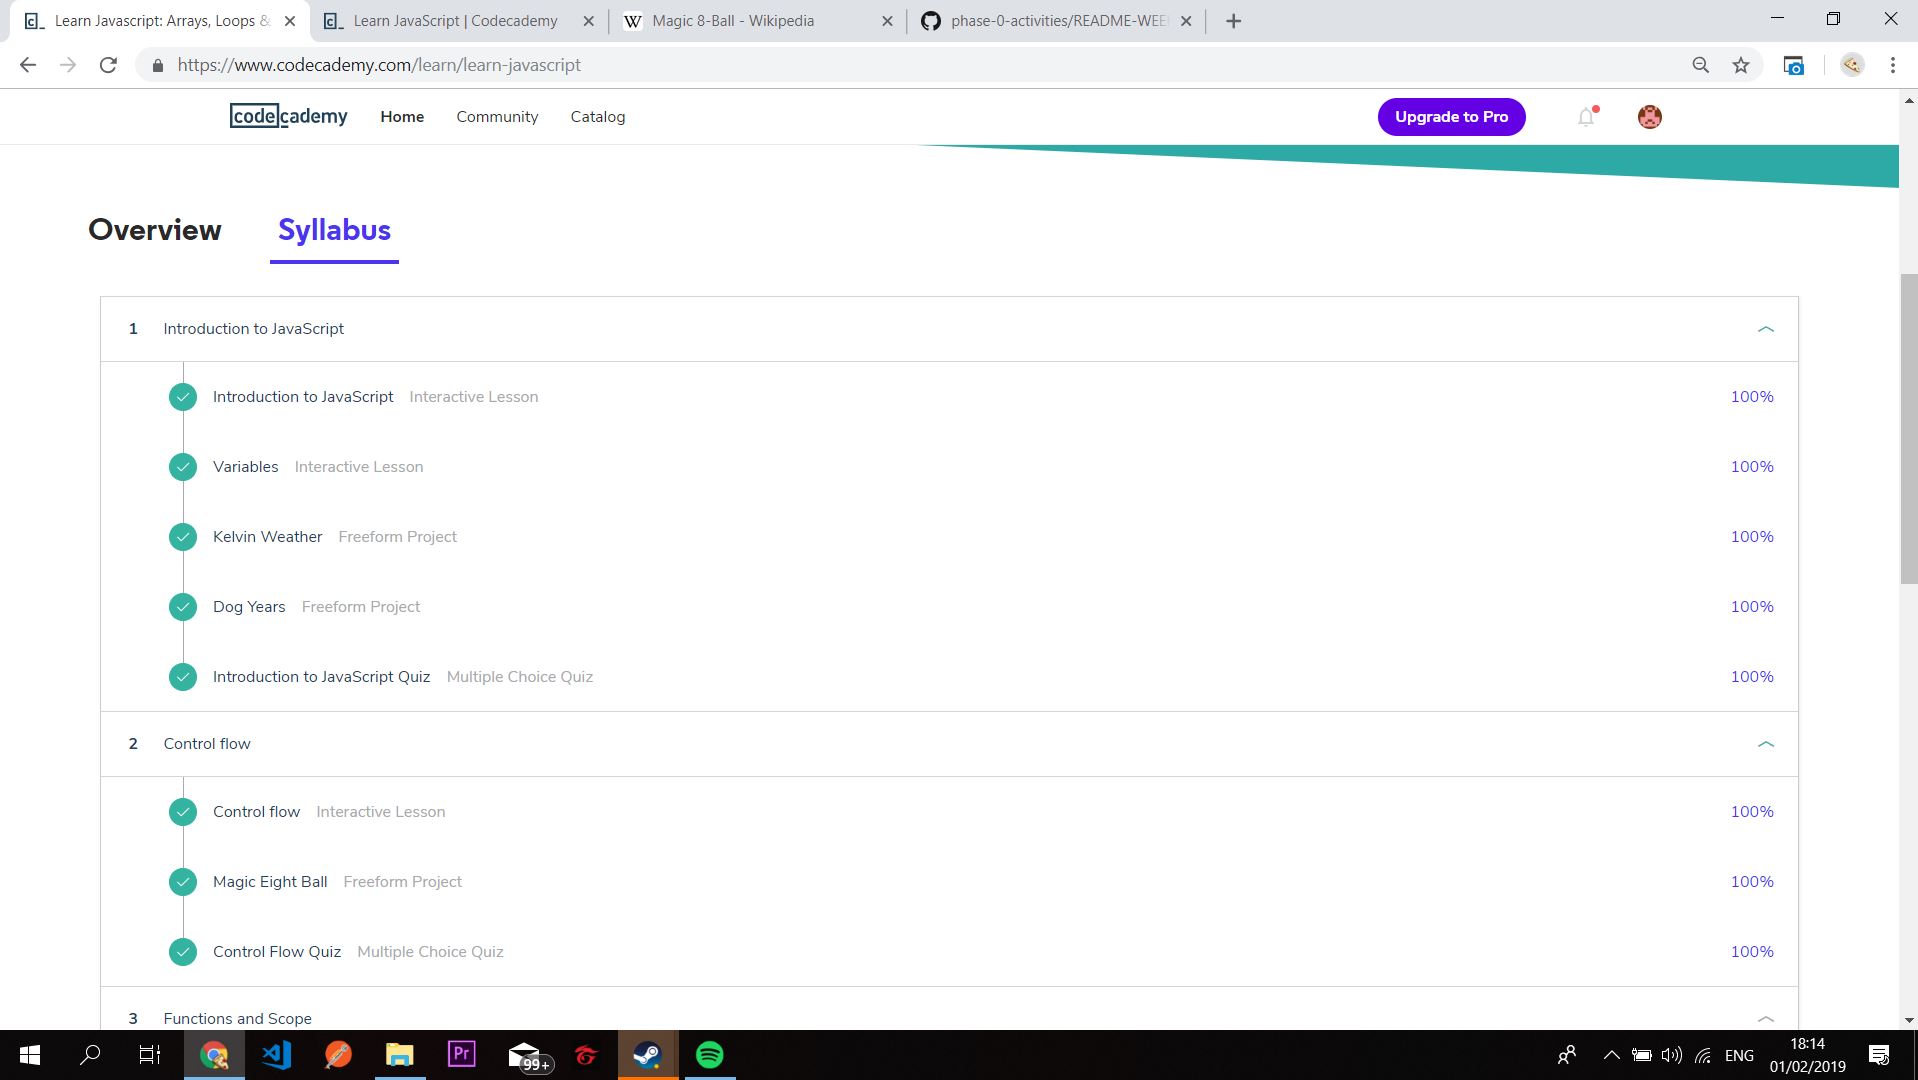 Learn Javascript: Arrays, Loops &
Learn JavaScript | Codecademy
W Magic 8-Ball - Wikipedia
phase-0-activities/README-WEE
https://www.codecademy.com/learn/learn-javascript
codecademy Home Community Catalog Upgrade to Pro
Overview Syllabus
1 Introduction to JavaScript
Introduction to JavaScript Interactive Lesson 100%
Variables Interactive Lesson 100%
Kelvin Weather Freeform Project 100%
Dog Years Freeform Project 100%
Introduction to JavaScript Quiz Multiple Choice Quiz 100%
2 Control flow
Control flow Interactive Lesson 100%
Magic Eight Ball Freeform Project 100%
Control Flow Quiz Multiple Choice Quiz 100%
3 Functions and Scope
Pr 99+ ENG 18:14
01/02/2019